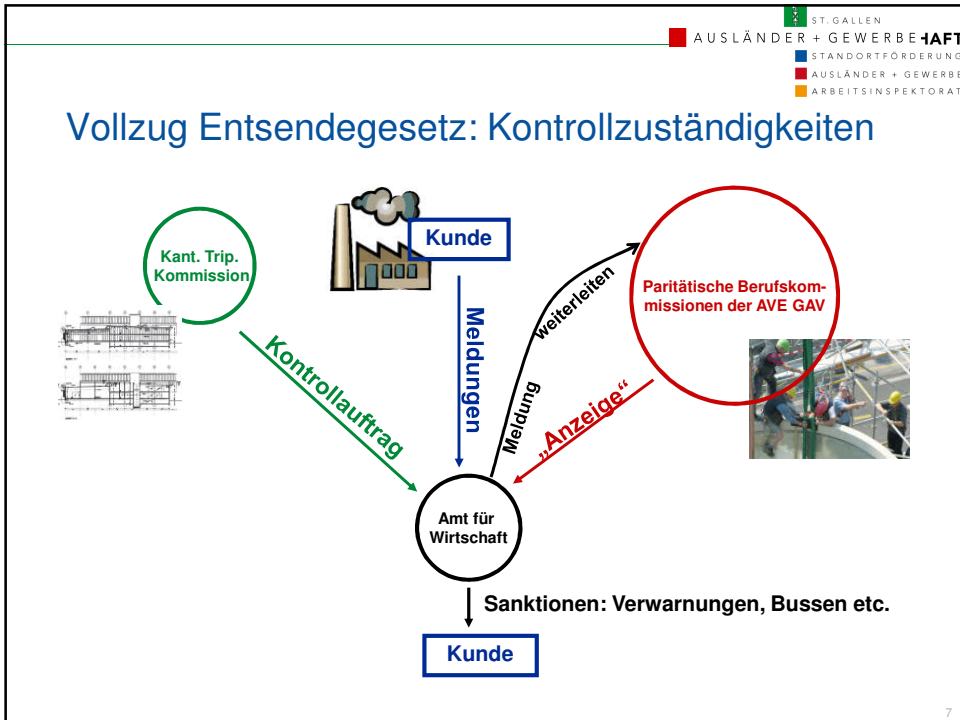 ST.GALLEN
AUSLÄNDER + GEWERBE HAFT
STANDORTFÖRDERUNG
AUSLÄNDER + GEWERBE
ARBEITSINSPEKTORAT
Vollzug Entsendegesetz: Kontrollzuständigkeiten
Kant. Trip.
Kommission
Kunde
Paritätische Berufskom-
missionen der AVE GAV
Kontrollauftrag
Meldungen
Meldung
weiterleiten
„Anzeige“
Amt für
Wirtschaft
Sanktionen: Verwarnungen, Bussen etc.
Kunde
7